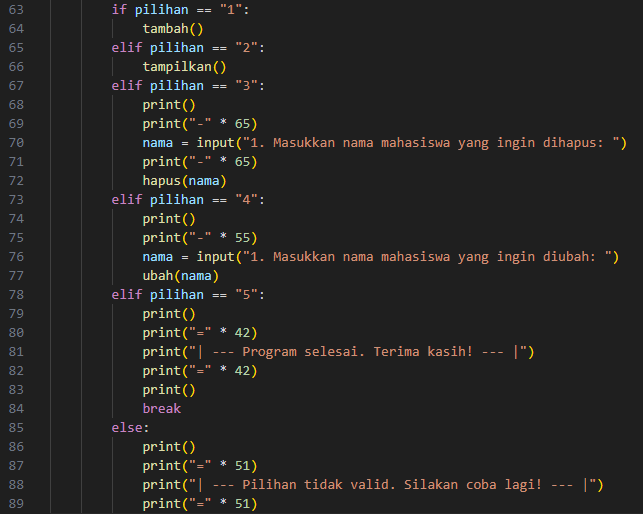 63 if pilihan == "1":
64 tambah()
65 elif pilihan == "2":
66 tampilkan()
67 elif pilihan == "3":
68 print()
69 print("-" * 65)
70 nama = input("1. Masukkan nama mahasiswa yang ingin dihapus: ")
71 print("-" * 65)
72 hapus(nama)
73 elif pilihan == "4":
74 print()
75 print("-" * 55)
76 nama = input("1. Masukkan nama mahasiswa yang ingin diubah: ")
77 ubah(nama)
78 elif pilihan == "5":
79 print()
80 print("=" * 42)
81 print("| --- Program selesai. Terima kasih! --- |")
82 print("=" * 42)
83 print()
84 break
85 else:
86 print()
87 print("=" * 51)
88 print("| --- Pilihan tidak valid. Silakan coba lagi! --- |")
89 print("=" * 51)